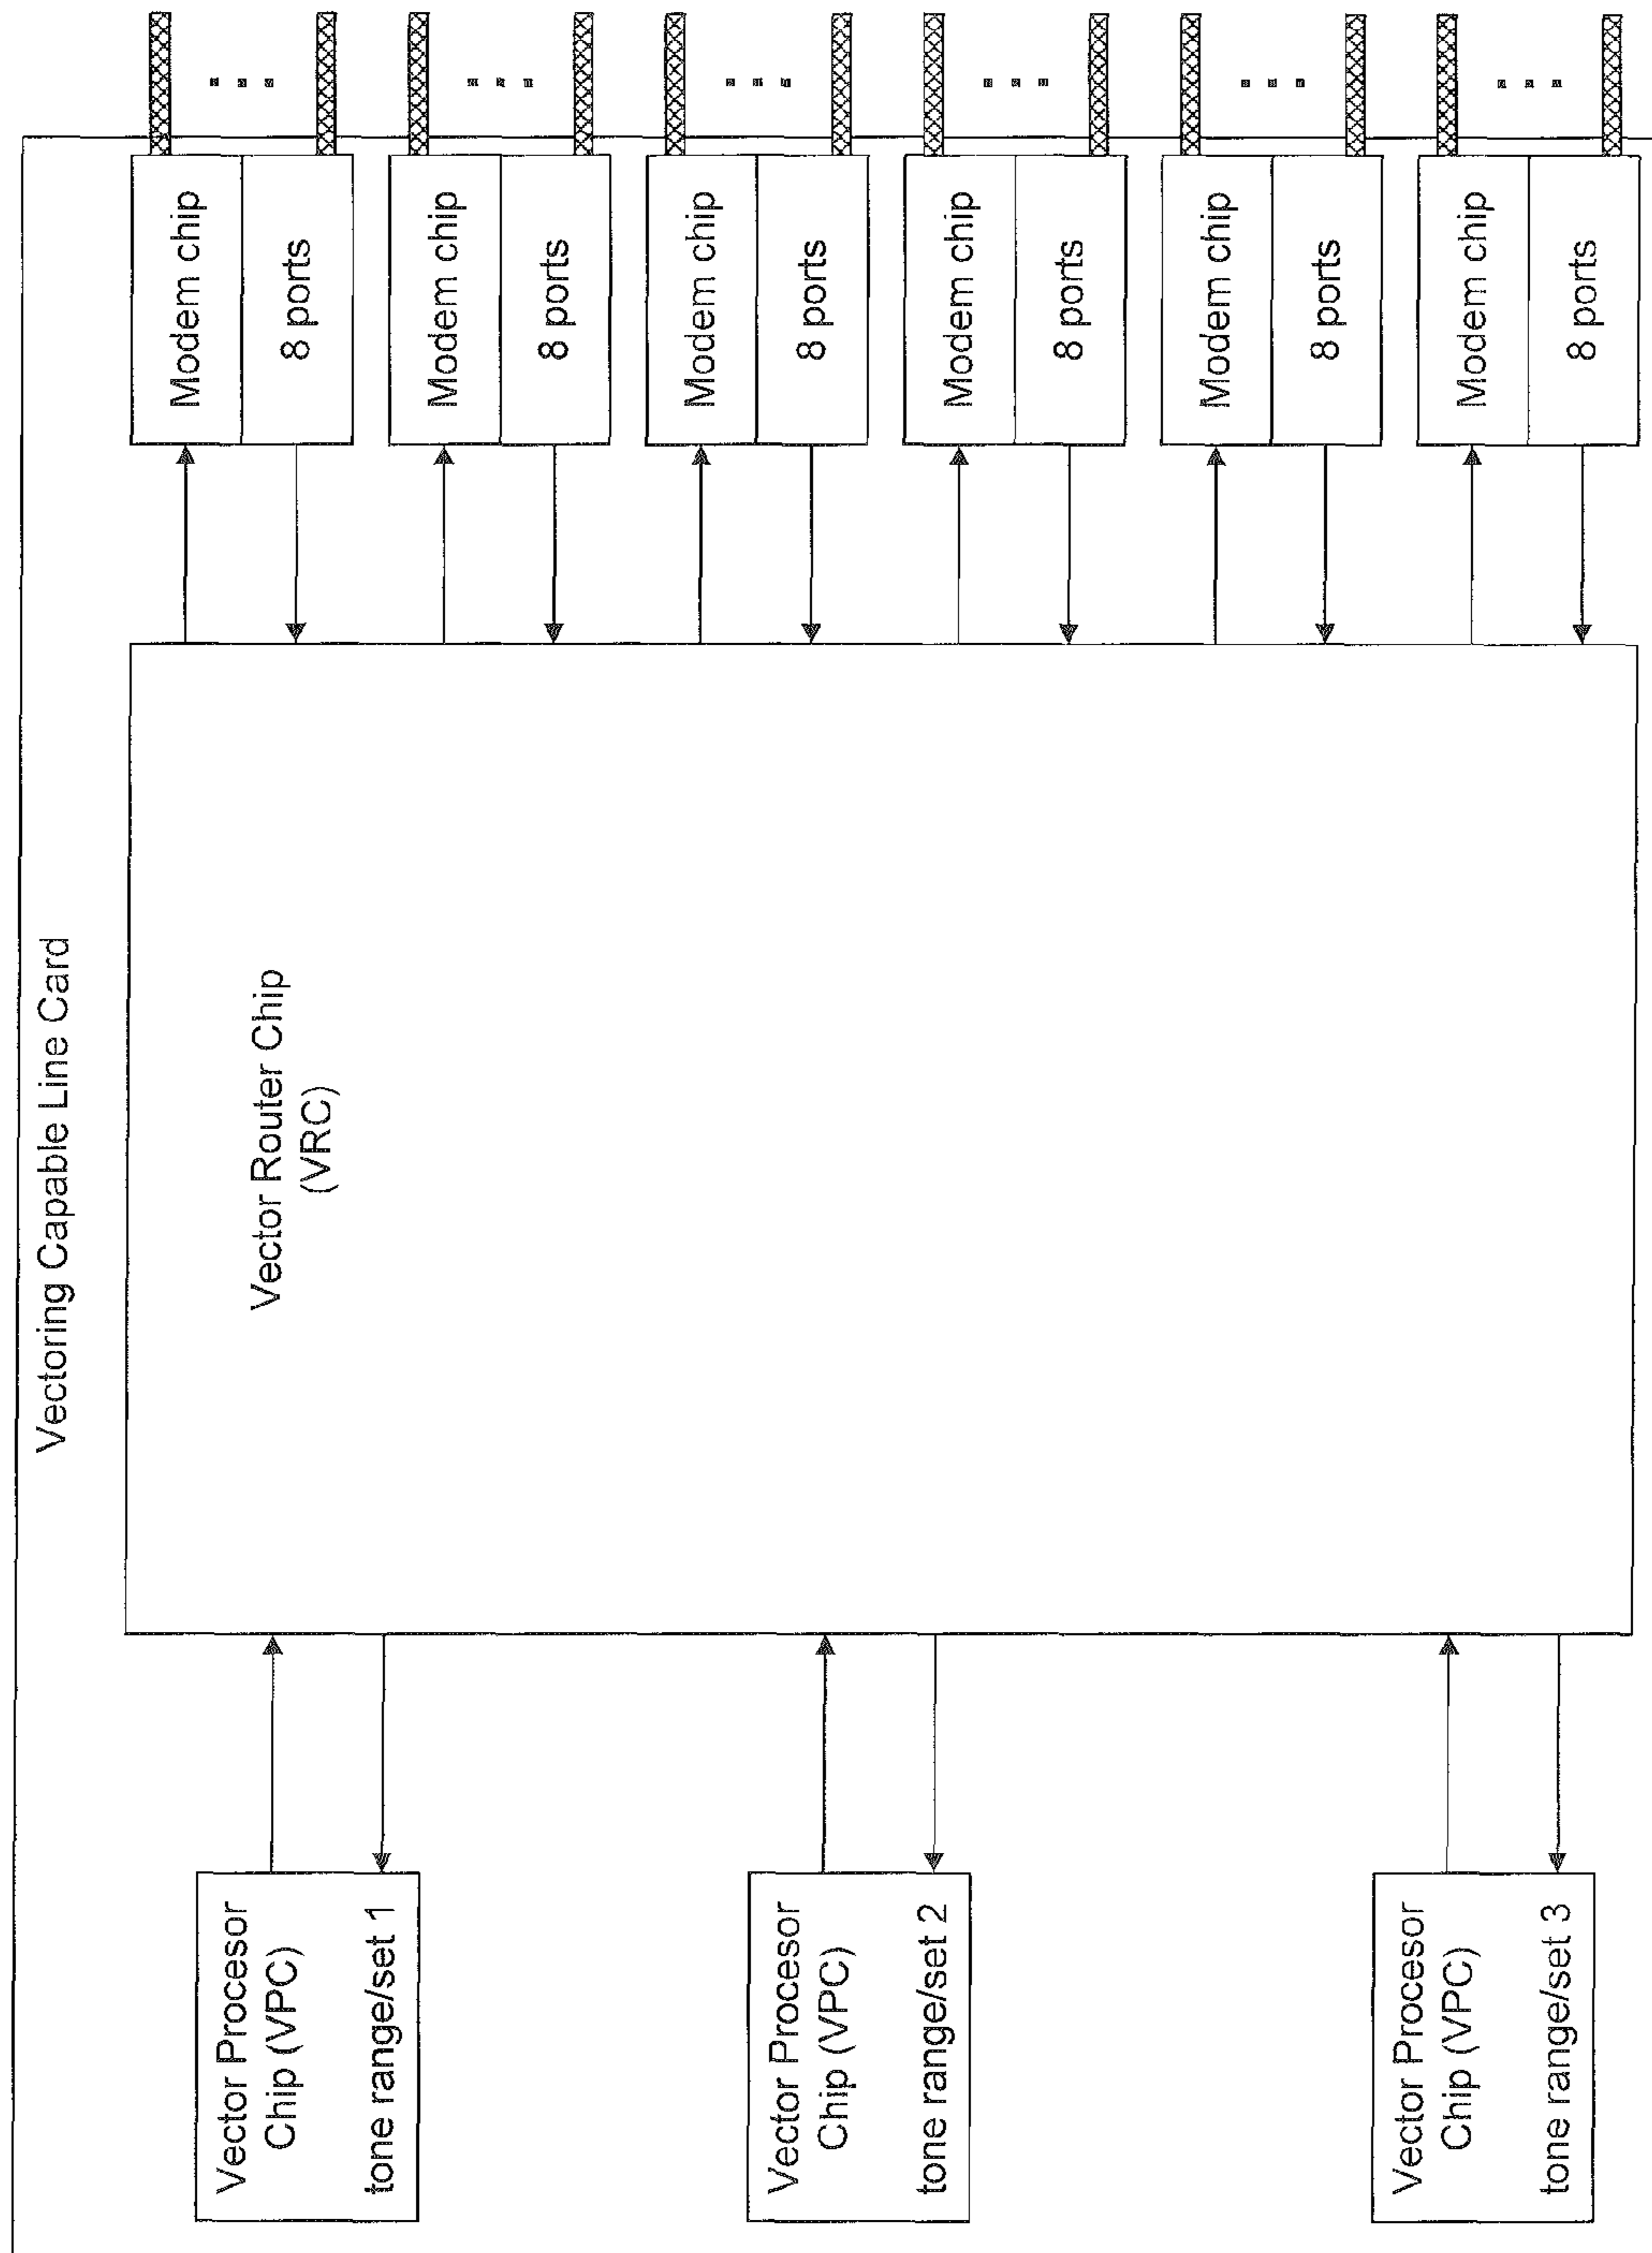 Vectoring Capable Line Card
Vector Procesor
Chip (VPC)
tone range/set 1
Vector Procesor
Chip (VPC)
tone range/set 2
Vector Procesor
Chip (VPC)
tone range/set 3
Vector Router Chip
(VRC)
Modem chip
8 ports
Modem chip
8 ports
Modem chip
8 ports
Modem chip
8 ports
Modem chip
8 ports
Modem chip
8 ports